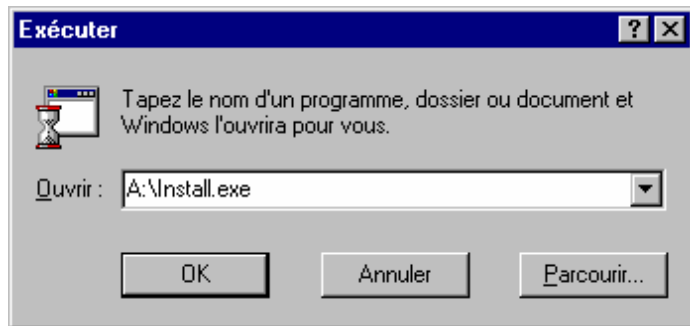 Exécuter
Tapez le nom d'un programme, dossier ou document et
Windows l'ouvrira pour vous.
Ouvrir : A:\Install.exe
OK Annuler Parcourir...